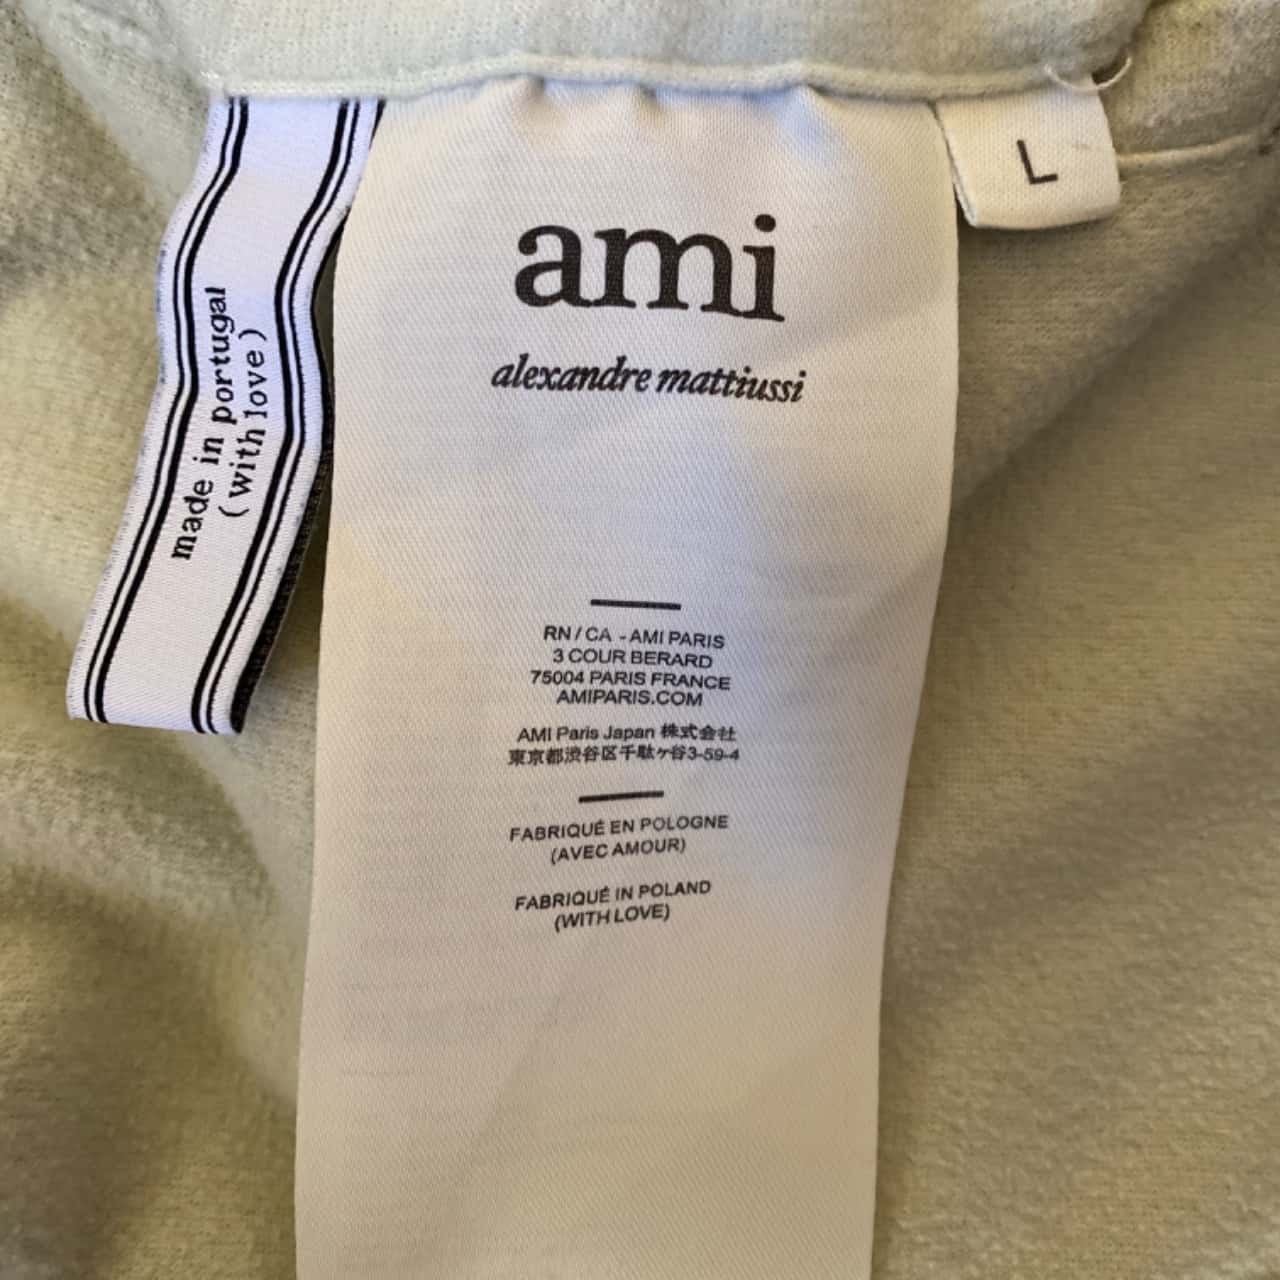 made in portugal
(with love)
L
ami
alexandre mattiussi
RN / CA - AMI PARIS
3 COUR BERARD
75004 PARIS FRANCE
AMIPARIS.COM
AMI Paris Japan 株式会社
東京都渋谷区千駄ヶ谷3-59-4
FABRIQUÉ EN POLOGNE
(AVEC AMOUR)
FABRIQUÉ IN POLAND
(WITH LOVE)